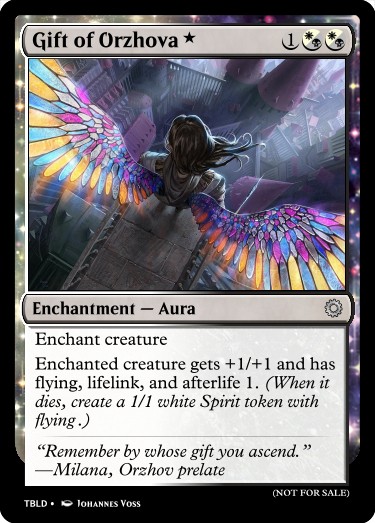 Gift of Orzhova ★ 1
Enchantment — Aura
Enchant creature
Enchanted creature gets +1/+1 and has
flying, lifelink, and afterlife 1. (When it
dies, create a 1/1 white Spirit token with
flying.)
“Remember by whose gift you ascend.”
—Milana, Orzhov prelate
(NOT FOR SALE)
TBLD • Johannes Voss